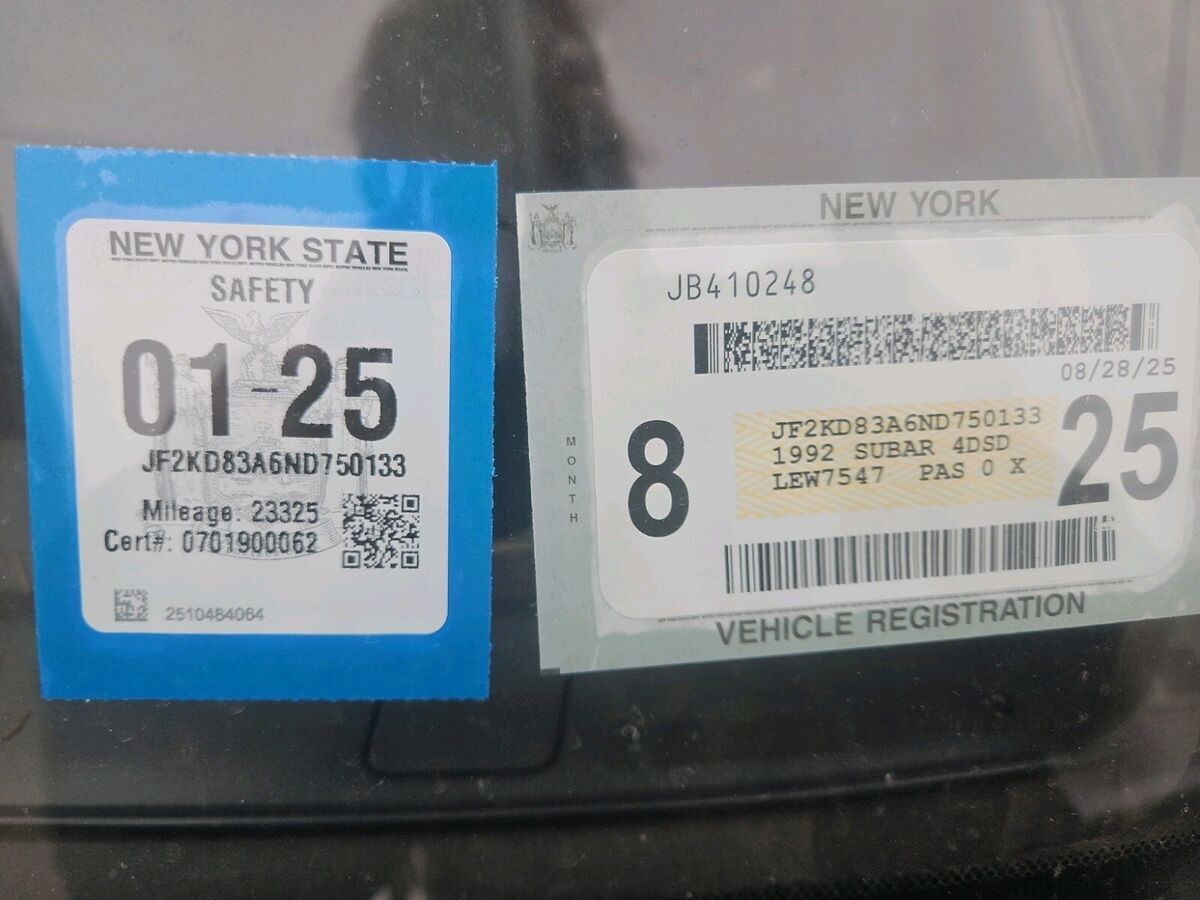 NEW YORK STATE
SAFETY
01-25
JF2KD83A6ND750133
Mileage: 23325
Cert#: 0701900062
2510484064
NEW YORK
JB410248
08/28/25
MONTH
8
25
JF2KD83A6ND750133
1992 SUBAR 4DSD
LEW7547 PAS 0 X
VEHICLE REGISTRATION